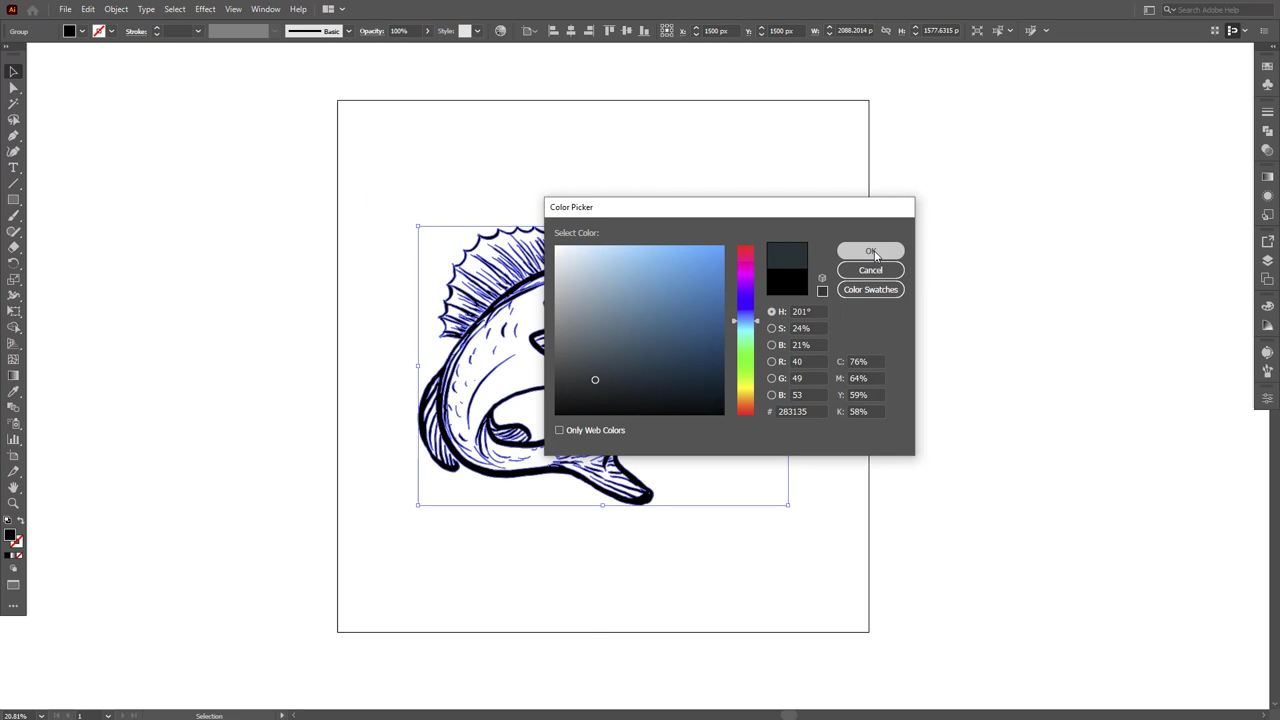 Ai File Edit Object Type Select Effect View Window Help Search Adobe Help
Group Stroke: Basic Opacity: 100% Style: X: 1500 px Y: 1500 px W: 2088.2014 p H: 1577.6315 p
Color Picker
Select Color:
OK
Cancel
Color Swatches
H: 201°
S: 24%
B: 21%
R: 40 C: 76%
G: 49 M: 64%
B: 53 Y: 59%
# 283135 K: 58%
Only Web Colors
T
20.81% 1 Selection